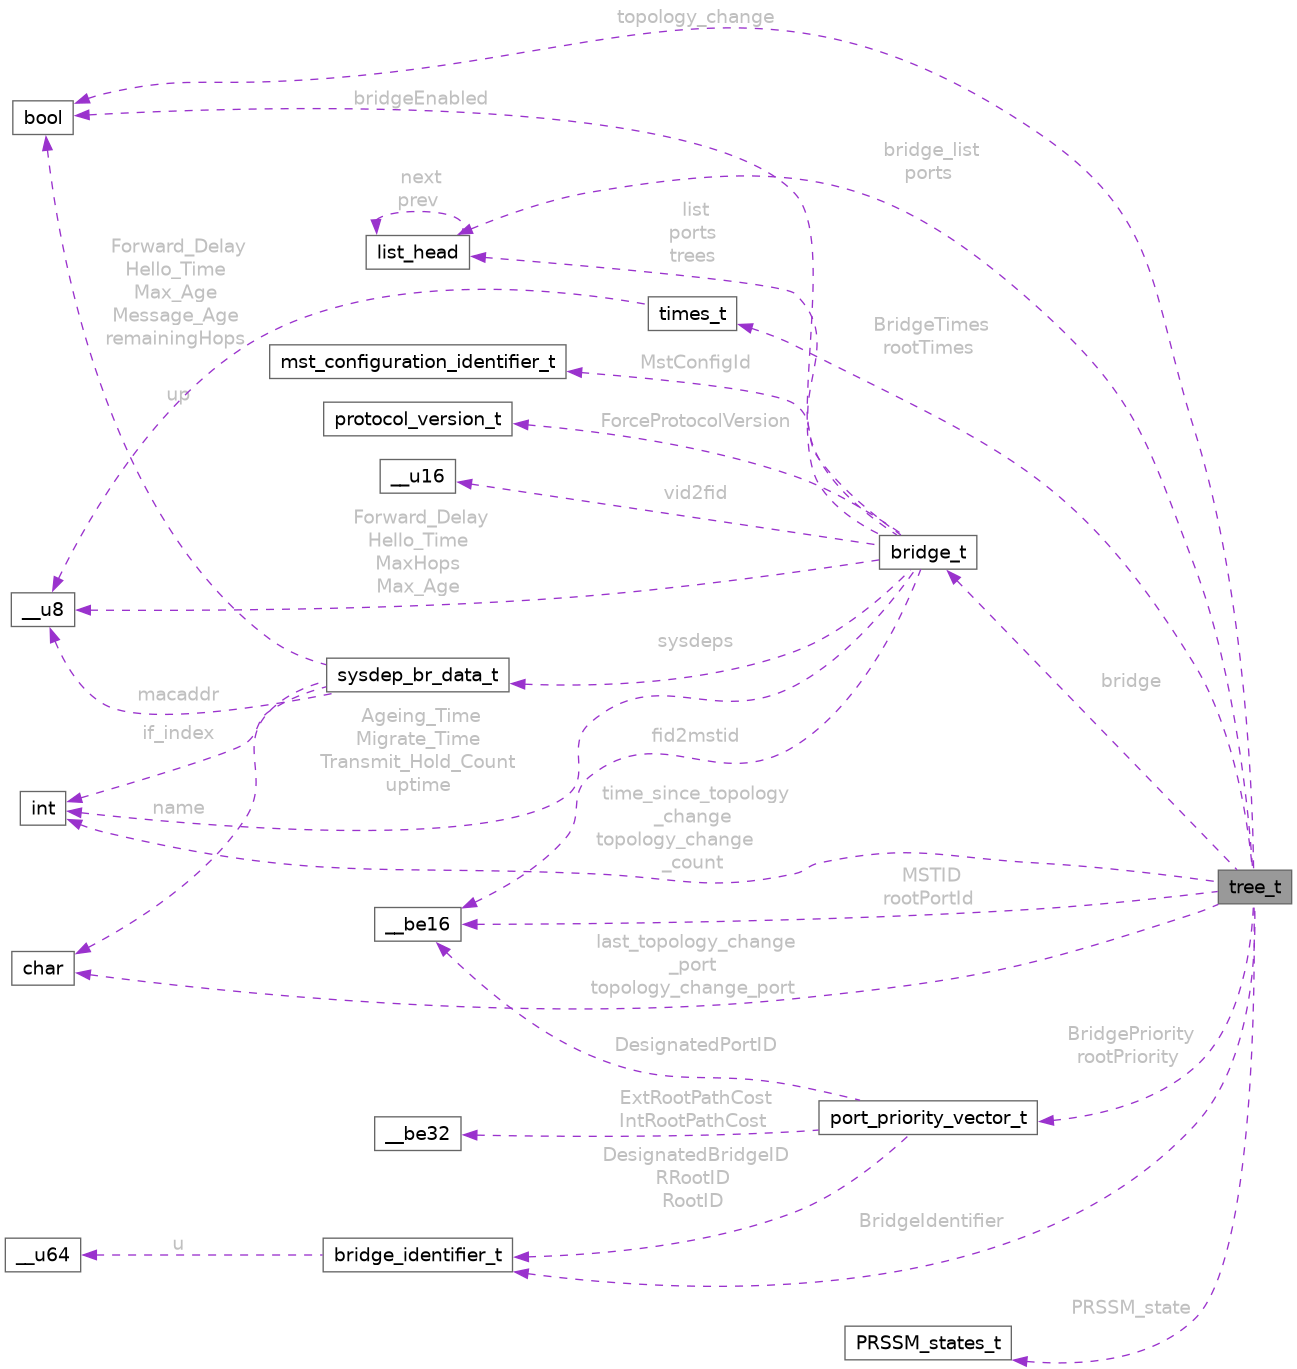 topology_change
bridgeEnabled
bool
bridge_list
ports
next
prev
list
ports
trees
list_head
Forward_Delay
Hello_Time
Max_Age
Message_Age
remainingHops
times_t
BridgeTimes
rootTimes
mst_configuration_identifier_t
MstConfigId
up
protocol_version_t
ForceProtocolVersion
__u16
vid2fid
Forward_Delay
Hello_Time
MaxHops
Max_Age
bridge_t
__u8
sysdeps
sysdep_br_data_t
bridge
macaddr
if_index
Ageing_Time
Migrate_Time
Transmit_Hold_Count
uptime
fid2mstid
int
name
time_since_topology
_change
topology_change
_count
MSTID
rootPortId
tree_t
__be16
last_topology_change
_port
topology_change_port
char
DesignatedPortID
BridgePriority
rootPriority
ExtRootPathCost
IntRootPathCost
__be32
port_priority_vector_t
DesignatedBridgeID
RRootID
RootID
BridgeIdentifier
__u64
u
bridge_identifier_t
PRSSM_state
PRSSM_states_t